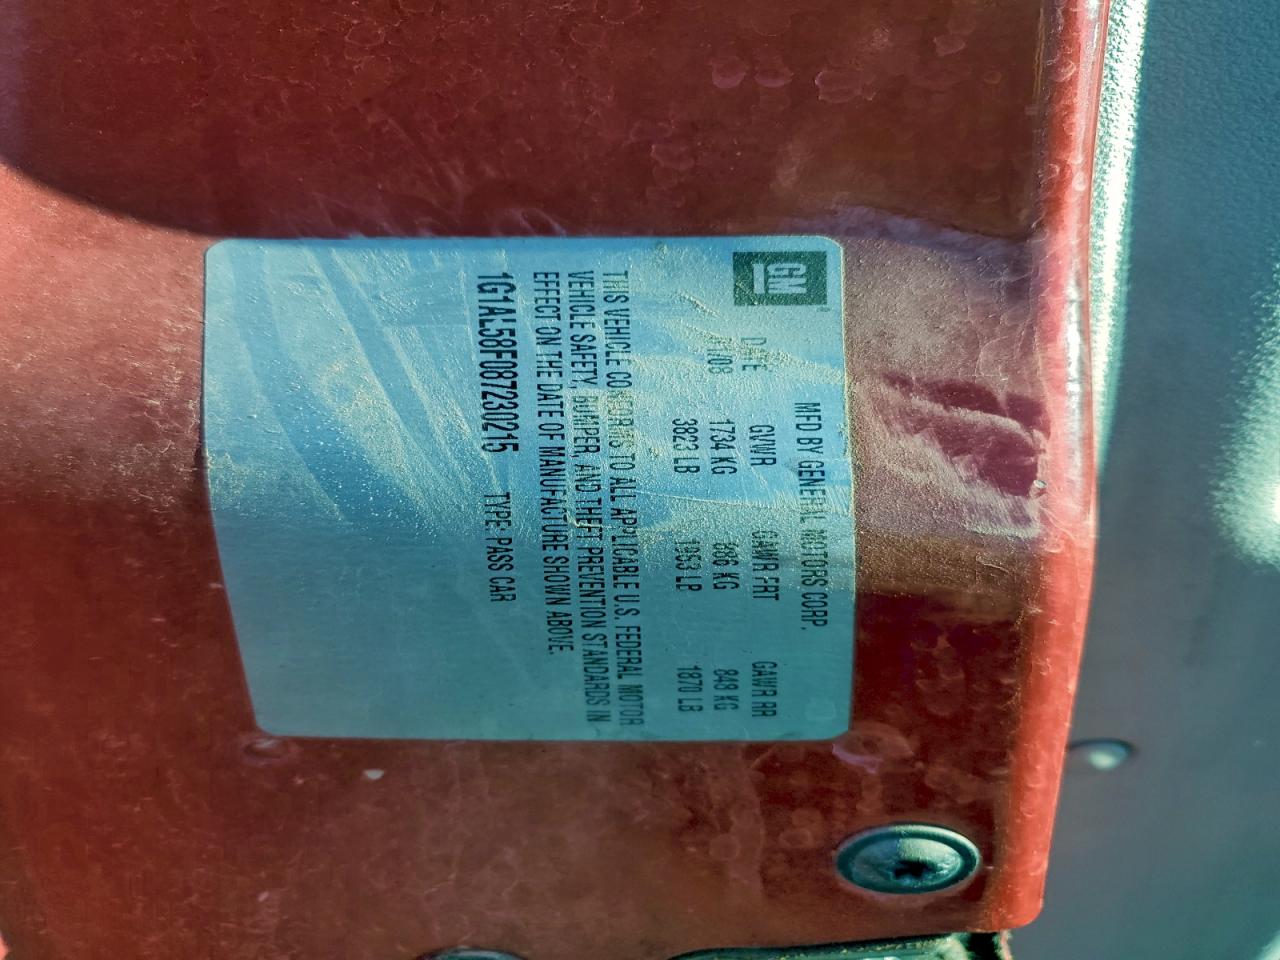 GM
MFD BY GENERAL MOTORS CORP.
DATE GVWR GAWR FRT GAWR RR
/08 1734 KG 886 KG 848 KG
3823 LB 1953 LB 1870 LB
THIS VEHICLE CONFORMS TO ALL APPLICABLE U.S. FEDERAL MOTOR
VEHICLE SAFETY, BUMPER, AND THEFT PREVENTION STANDARDS IN
EFFECT ON THE DATE OF MANUFACTURE SHOWN ABOVE.
1G1AL58F087230215 TYPE: PASS CAR